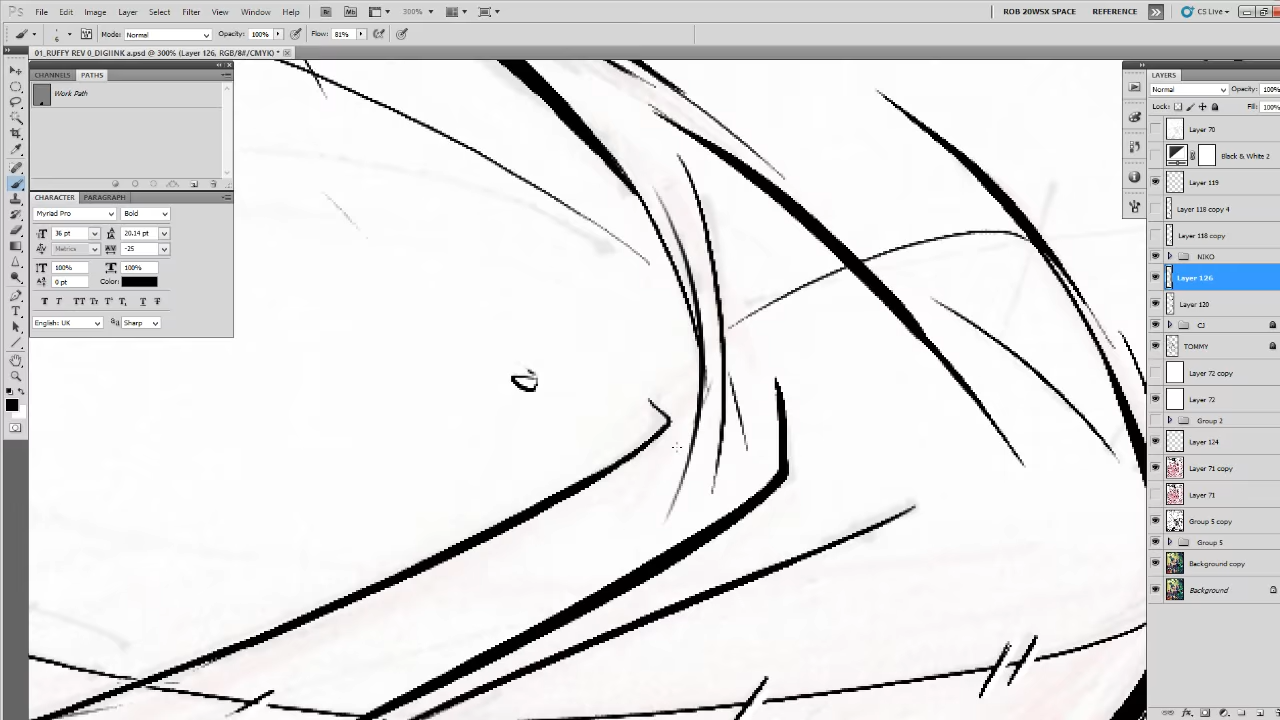 Ps File Edit Image Layer Select Filter View Window Help Br Mb 300% ROB 20WSX SPACE REFERENCE CS Live
6 Mode: Normal Opacity: 100% Flow: 81%
01_RUFFY REV 0_DIGIINK a.psd @ 300% (Layer 126, RGB/8#/CMYK) *
CHANNELS PATHS
Work Path
CHARACTER PARAGRAPH
Myriad Pro Bold
36 pt 20.14 pt
Metrics -25
100% 100%
0 pt Color:
English: UK Sharp
LAYERS
Normal Opacity: 100%
Lock: Fill: 100%
Layer 70
Black & White 2
Layer 119
Layer 118 copy 4
Layer 118 copy
NIKO
Layer 126
Layer 120
CJ
TOMMY
Layer 72 copy
Layer 72
Group 2
Layer 124
Layer 71 copy
Layer 71
Group 5 copy
Group 5
Background copy
Background